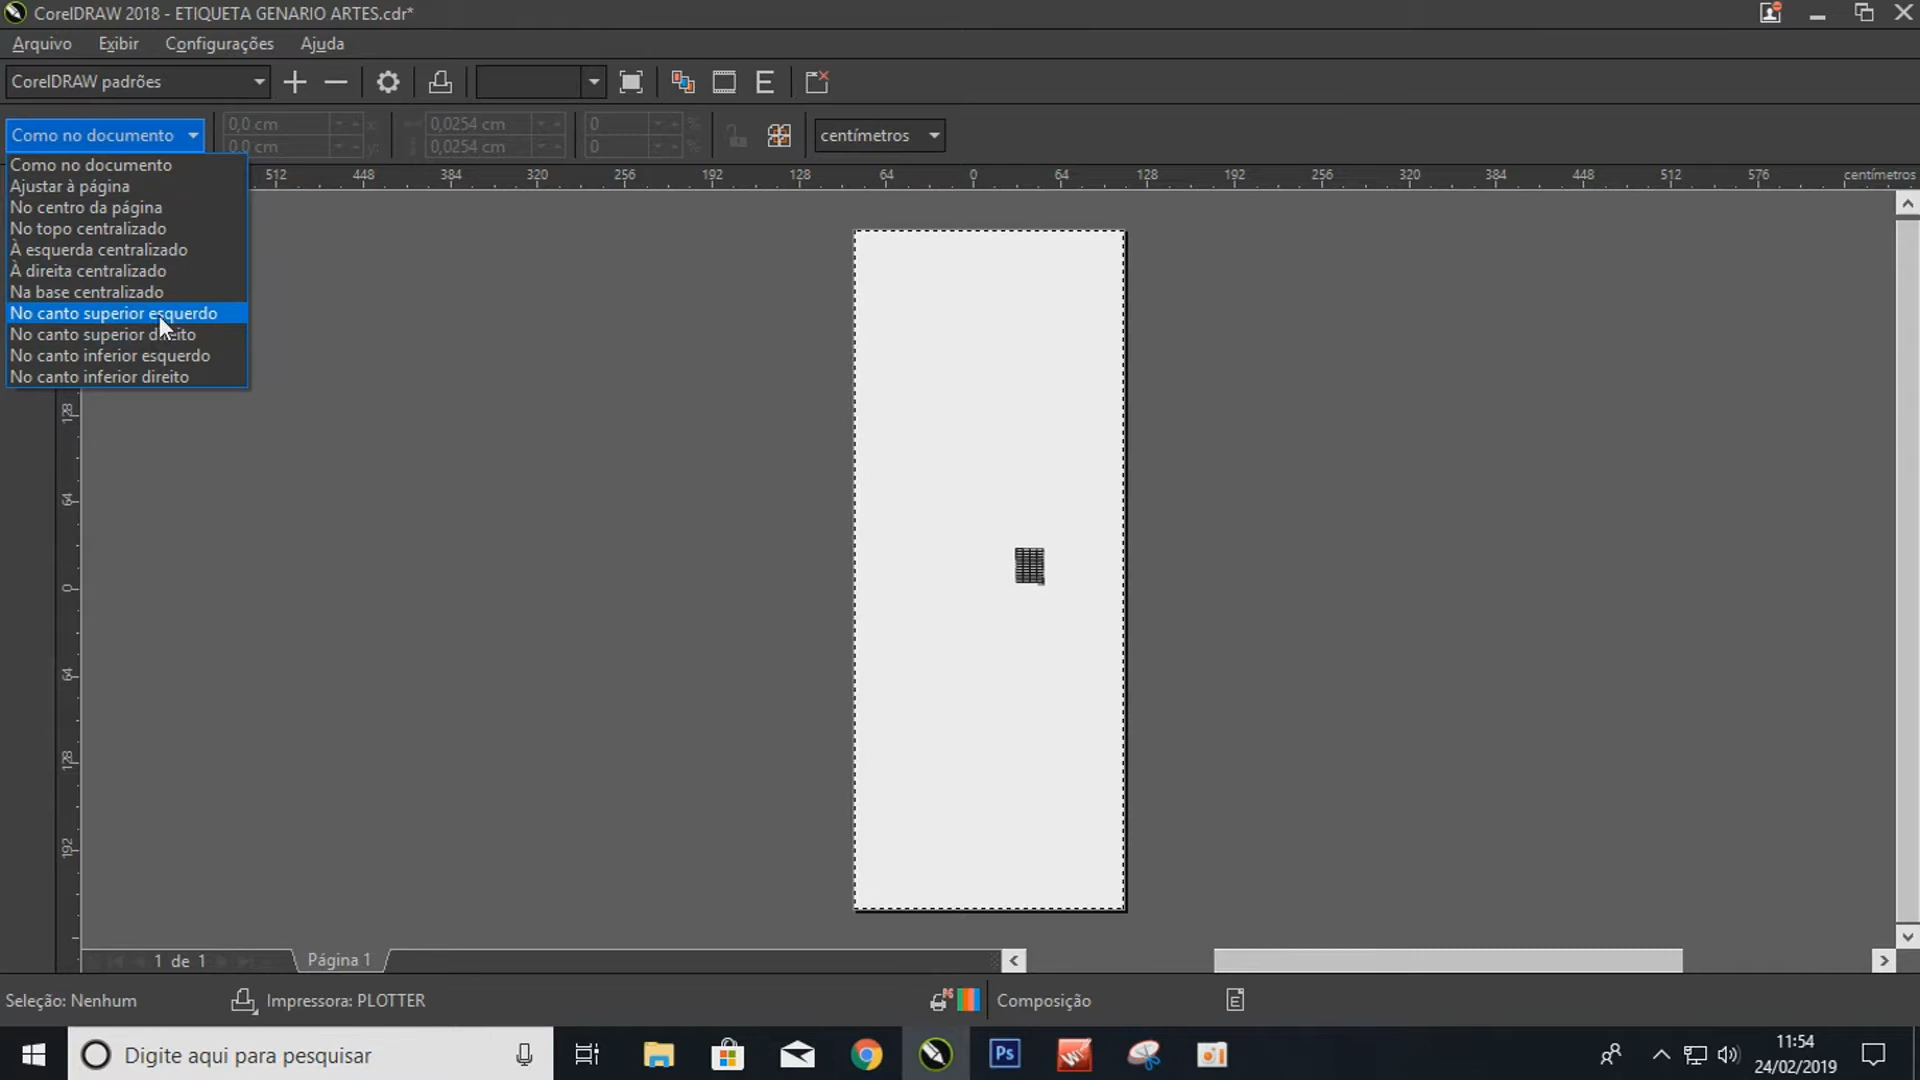 CorelDRAW 2018 - ETIQUETA GENARIO ARTES.cdr*
Arquivo Exibir Configurações Ajuda
CorelDRAW padrões
Como no documento
0,0 cm x:
0,0254 cm
0 %
0,0 cm y:
0,0254 cm
0 %
centímetros
Como no documento
Ajustar à página
No centro da página
No topo centralizado
À esquerda centralizado
À direita centralizado
Na base centralizado
No canto superior esquerdo
No canto superior direito
No canto inferior esquerdo
No canto inferior direito
512 448 384 320 256 192 128 64 0 64 128 192 256 320 384 448 512 576 centímetros
128
64
0
64
128
192
1 de 1 Página 1
Seleção: Nenhum Impressora: PLOTTER Composição
Digite aqui para pesquisar
Ps
11:54
24/02/2019